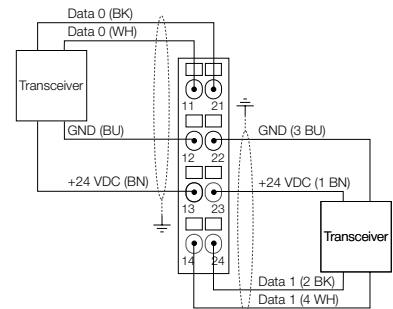 Data 0 (BK)
Data 0 (WH)
Transceiver
11 21
GND (BU)
GND (3 BU)
12 22
+24 VDC (BN)
+24 VDC (1 BN)
13 23
Transceiver
14 24
Data 1 (2 BK)
Data 1 (4 WH)